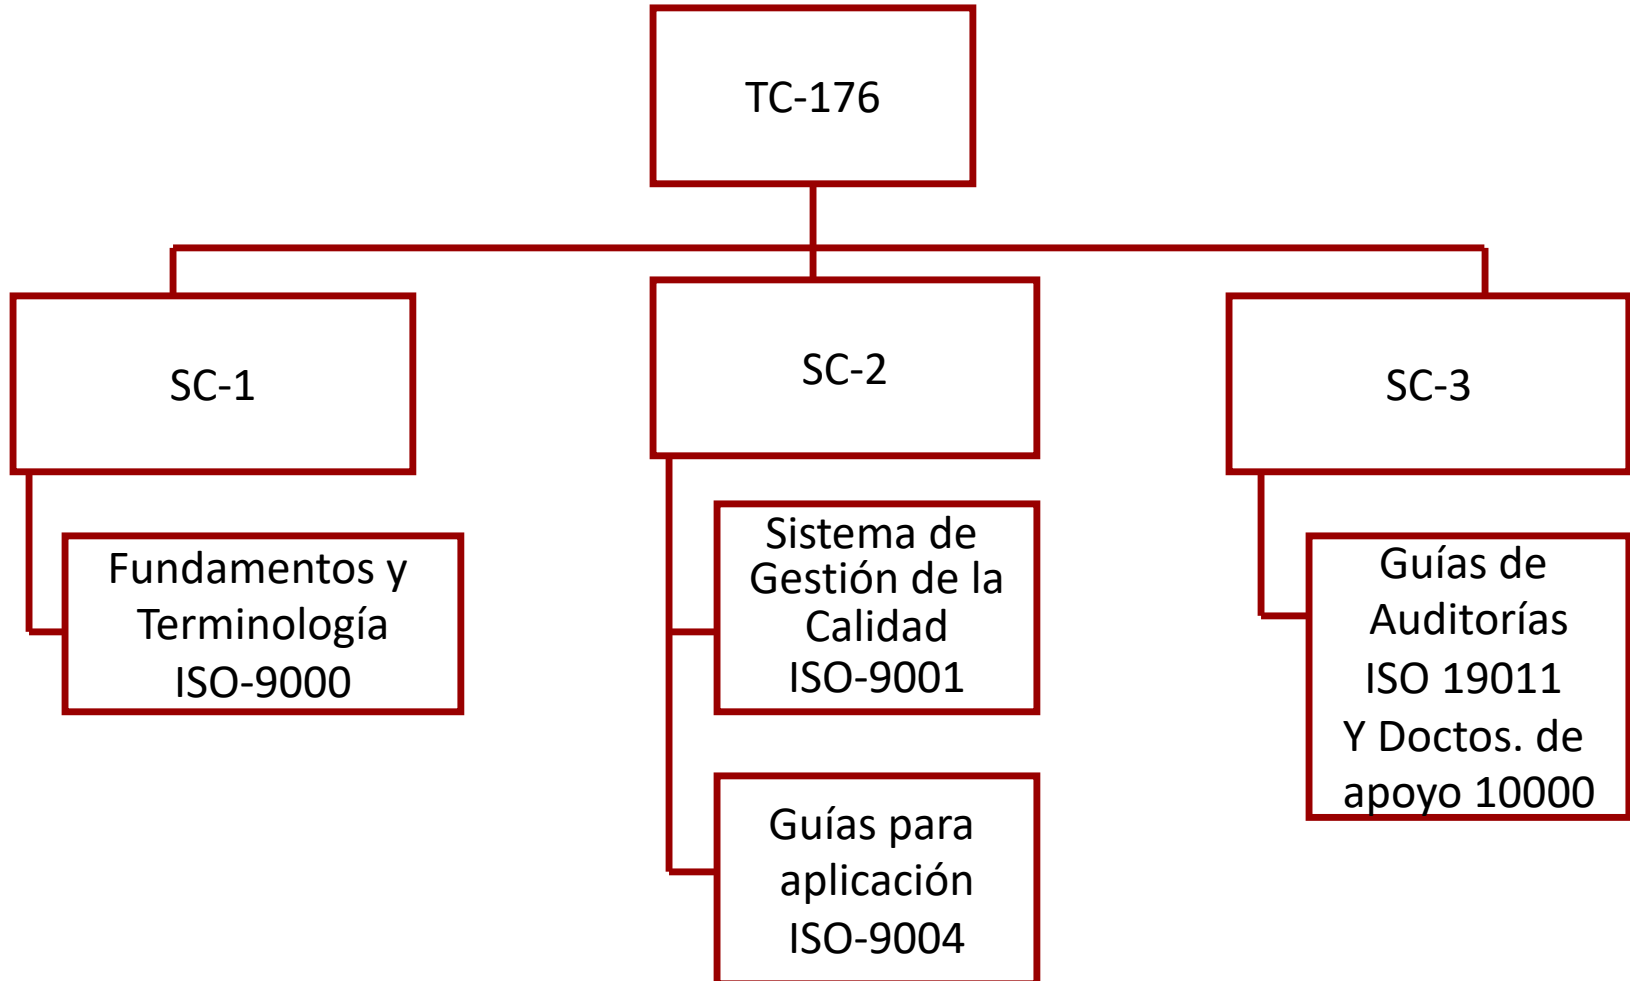 TC-176
SC-1
Fundamentos y
Terminología
ISO-9000
SC-2
Sistema de
Gestión de la
Calidad
ISO-9001
Guías para
aplicación
ISO-9004
SC-3
Guías de
Auditorías
ISO 19011
Y Doctos. de
apoyo 10000